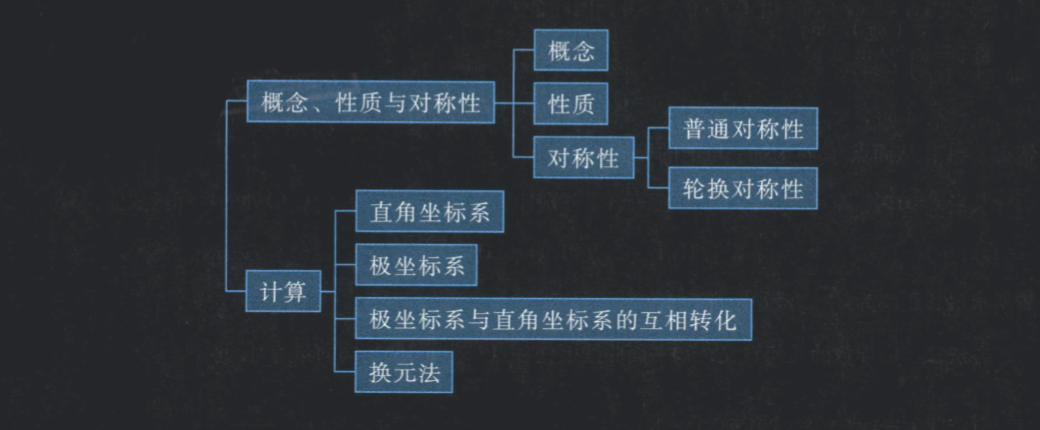 概念
概念、性质与对称性
性质
普通对称性
对称性
轮换对称性
直角坐标系
极坐标系
计算
极坐标系与直角坐标系的互相转化
换元法